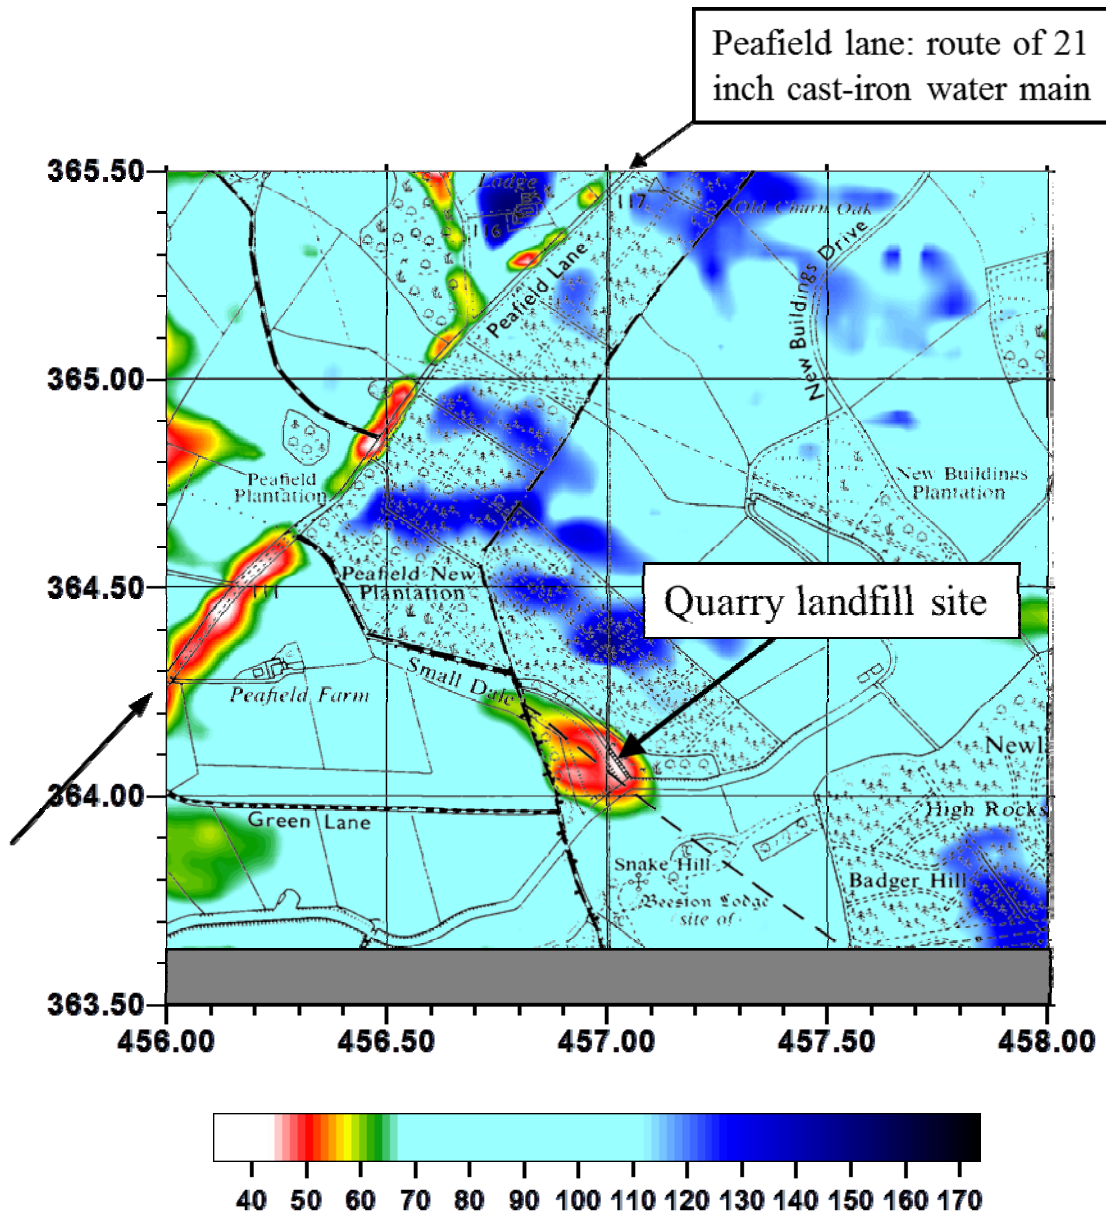 Peafield lane: route of 21
inch cast-iron water main
365.50
Lodge
116
117
Old Churn Oak
Peafield Lane
New Buildings Drive
365.00
Peafield
Plantation
New Buildings
Plantation
364.50
111
Peafield New
Plantation
Quarry landfill site
Peafield Farm
Small Dale
Newl
364.00
Green Lane
High Rocks
Snake Hill
Badger Hill
Beeston Lodge
site of
363.50
456.00 456.50 457.00 457.50 458.00
40 50 60 70 80 90 100 110 120 130 140 150 160 170